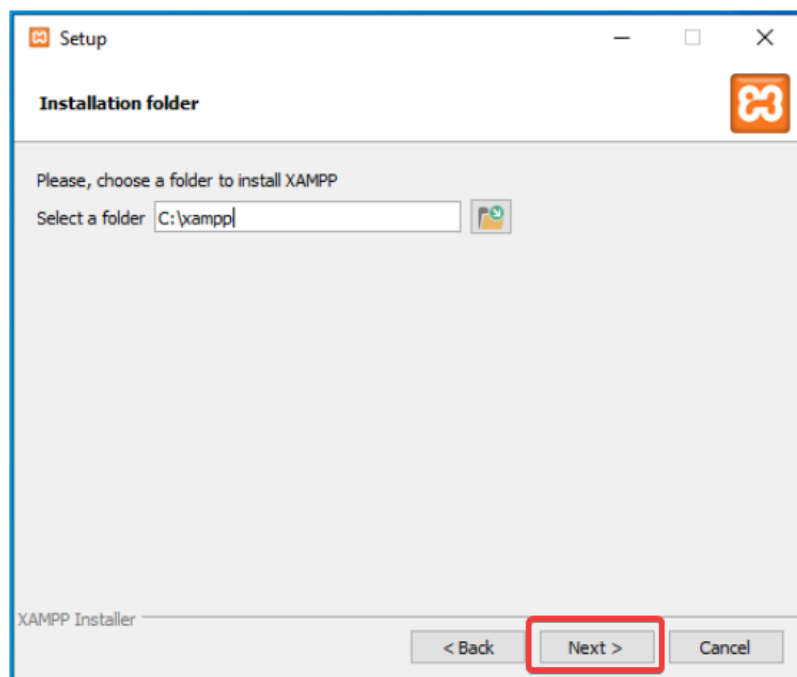 Setup
Installation folder
Please, choose a folder to install XAMPP
Select a folder C:\xampp
XAMPP Installer
< Back Next > Cancel